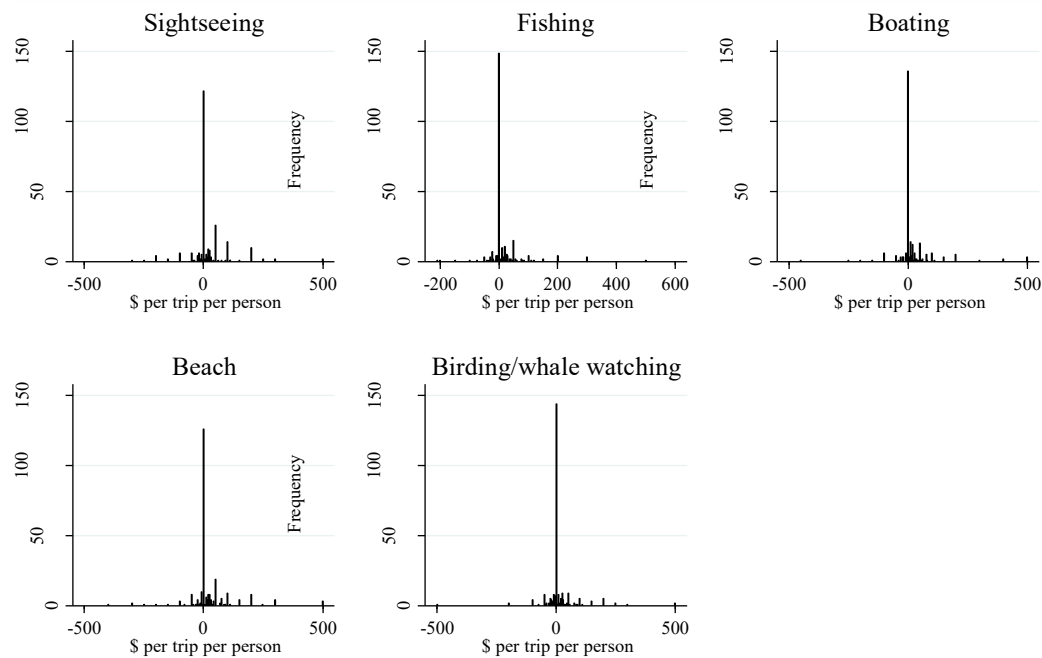 Sightseeing
150
100
50
0
Frequency
-500 0 500
$ per trip per person
Fishing
150
100
50
0
Frequency
-200 0 200 400 600
$ per trip per person
Boating
150
100
50
0
-500 0 500
$ per trip per person
Beach
150
100
50
0
Frequency
-500 0 500
$ per trip per person
Birding/whale watching
150
100
50
0
-500 0 500
$ per trip per person